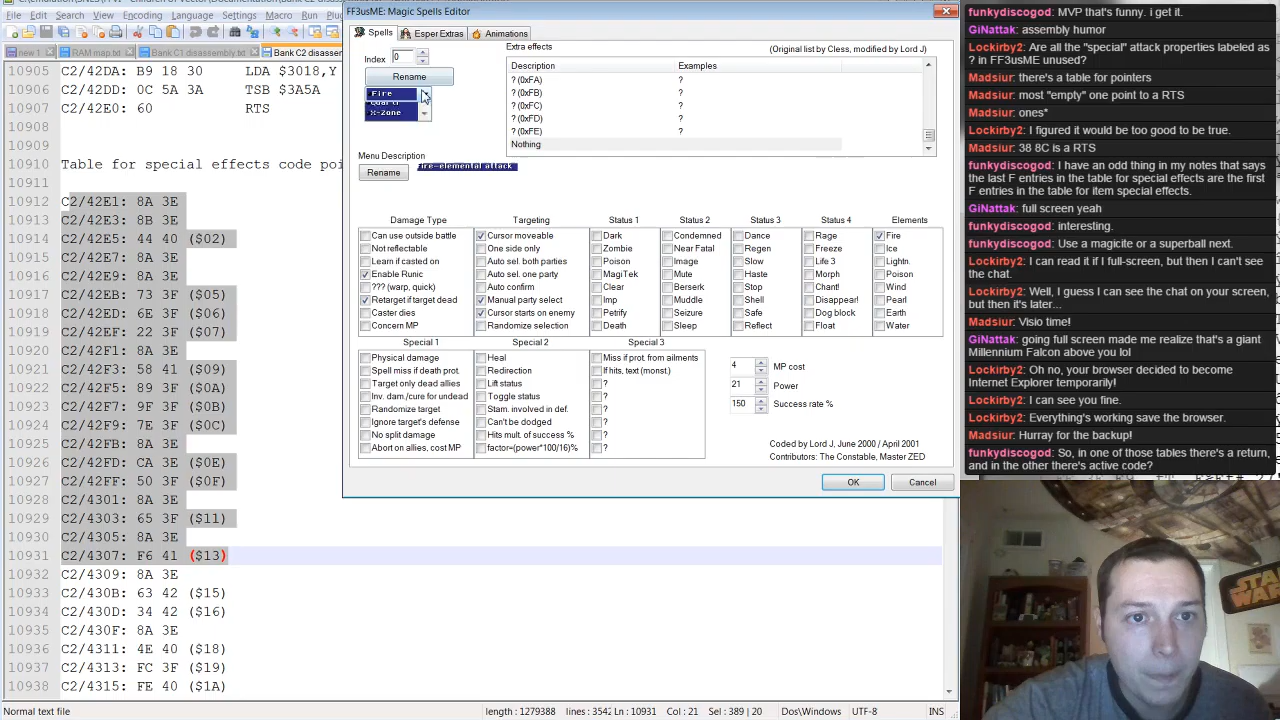 File Edit Search View Encoding Language Settings Macro Run Plugin
new 1 RAM map.txt Bank C1 disassembly Bank C2 disasse
10905 C2/42DA: B9 18 30 LDA $3018,Y
10906 C2/42DD: 0C 5A 3A TSB $3A5A
10907 C2/42E0: 60 RTS
10908
10909
10910 Table for special effects code poi
10911
10912 C2/42E1: 8A 3E
10913 C2/42E3: 8B 3E
10914 C2/42E5: 44 40 ($02)
10915 C2/42E7: 8A 3E
10916 C2/42E9: 8A 3E
10917 C2/42EB: 73 3F ($05)
10918 C2/42ED: 6E 3F ($06)
10919 C2/42EF: 22 3F ($07)
10920 C2/42F1: 8A 3E
10921 C2/42F3: 58 41 ($09)
10922 C2/42F5: 89 3F ($0A)
10923 C2/42F7: 9F 3F ($0B)
10924 C2/42F9: 7E 3F ($0C)
10925 C2/42FB: 8A 3E
10926 C2/42FD: CA 3E ($0E)
10927 C2/42FF: 50 3F ($0F)
10928 C2/4301: 8A 3E
10929 C2/4303: 65 3F ($11)
10930 C2/4305: 8A 3E
10931 C2/4307: F6 41 ($13)
10932 C2/4309: 8A 3E
10933 C2/430B: 63 42 ($15)
10934 C2/430D: 34 42 ($16)
10935 C2/430F: 8A 3E
10936 C2/4311: 4E 40 ($18)
10937 C2/4313: FC 3F ($19)
10938 C2/4315: FE 40 ($1A)
Normal text file length : 1279388 lines : 3542 Ln : 10931 Col : 21 Sel : 389 | 20 Dos\Windows UTF-8 INS
FF3usME: Magic Spells Editor
Spells Esper Extras Animations
Index 0
Rename
Fire
Quartr
X-Zone
Extra effects (Original list by Cless, modified by Lord J)
Description Examples
? (0xFA) ?
? (0xFB) ?
? (0xFC) ?
? (0xFD) ?
? (0xFE) ?
Nothing
Menu Description
Rename
Fire-elemental attack
Damage Type
Can use outside battle
Not reflectable
Learn if casted on
Enable Runic
??? (warp, quick)
Retarget if target dead
Caster dies
Concern MP
Targeting
Cursor moveable
One side only
Auto sel. both parties
Auto sel. one party
Auto confirm
Manual party select
Cursor starts on enemy
Randomize selection
Status 1
Dark
Zombie
Poison
MagiTek
Clear
Imp
Petrify
Death
Status 2
Condemned
Near Fatal
Image
Mute
Berserk
Muddle
Seizure
Sleep
Status 3
Dance
Regen
Slow
Haste
Stop
Shell
Safe
Reflect
Status 4
Rage
Freeze
Life 3
Morph
Chant!
Disappear!
Dog block
Float
Elements
Fire
Ice
Lightn.
Poison
Wind
Pearl
Earth
Water
Special 1
Physical damage
Spell miss if death prot.
Target only dead allies
Inv. dam./cure for undead
Randomize target
Ignore target's defense
No split damage
Abort on allies, cost MP
Special 2
Heal
Redirection
Lift status
Toggle status
Stam. involved in def.
Can't be dodged
Hits mult. of success %
factor=(power*100/16)%
Special 3
Miss if prot. from ailments
If hits, text (monst.)
?
?
?
?
?
?
4 MP cost
21 Power
150 Success rate %
Coded by Lord J, June 2000 / April 2001
Contributors: The Constable, Master ZED
OK Cancel
funkydiscogod: MVP that's funny. i get it.
GiNattak: assembly humor
Lockirby2: Are all the "special" attack properties labeled as
? in FF3usME unused?
Madsiur: there's a table for pointers
Madsiur: most "empty" one point to a RTS
Madsiur: ones*
Lockirby2: I figured it would be too good to be true.
Madsiur: 38 8C is a RTS
funkydiscogod: I have an odd thing in my notes that says
the last F entries in the table for special effects are the first
F entries in the table for item special effects.
GiNattak: full screen yeah
funkydiscogod: interesting.
funkydiscogod: Use a magicite or a superball next.
Lockirby2: I can read it if I full-screen, but then I can't see
the chat.
Lockirby2: Well, I guess I can see the chat on your screen,
but then it's later...
Madsiur: Visio time!
GiNattak: going full screen made me realize that's a giant
Millennium Falcon above you lol
Lockirby2: Oh no, your browser decided to become
Internet Explorer temporarily!
Lockirby2: I can see you fine.
Lockirby2: Everything's working save the browser.
Madsiur: Hurray for the backup!
funkydiscogod: So, in one of those tables there's a return,
and in the other there's active code?
STAR
WAR